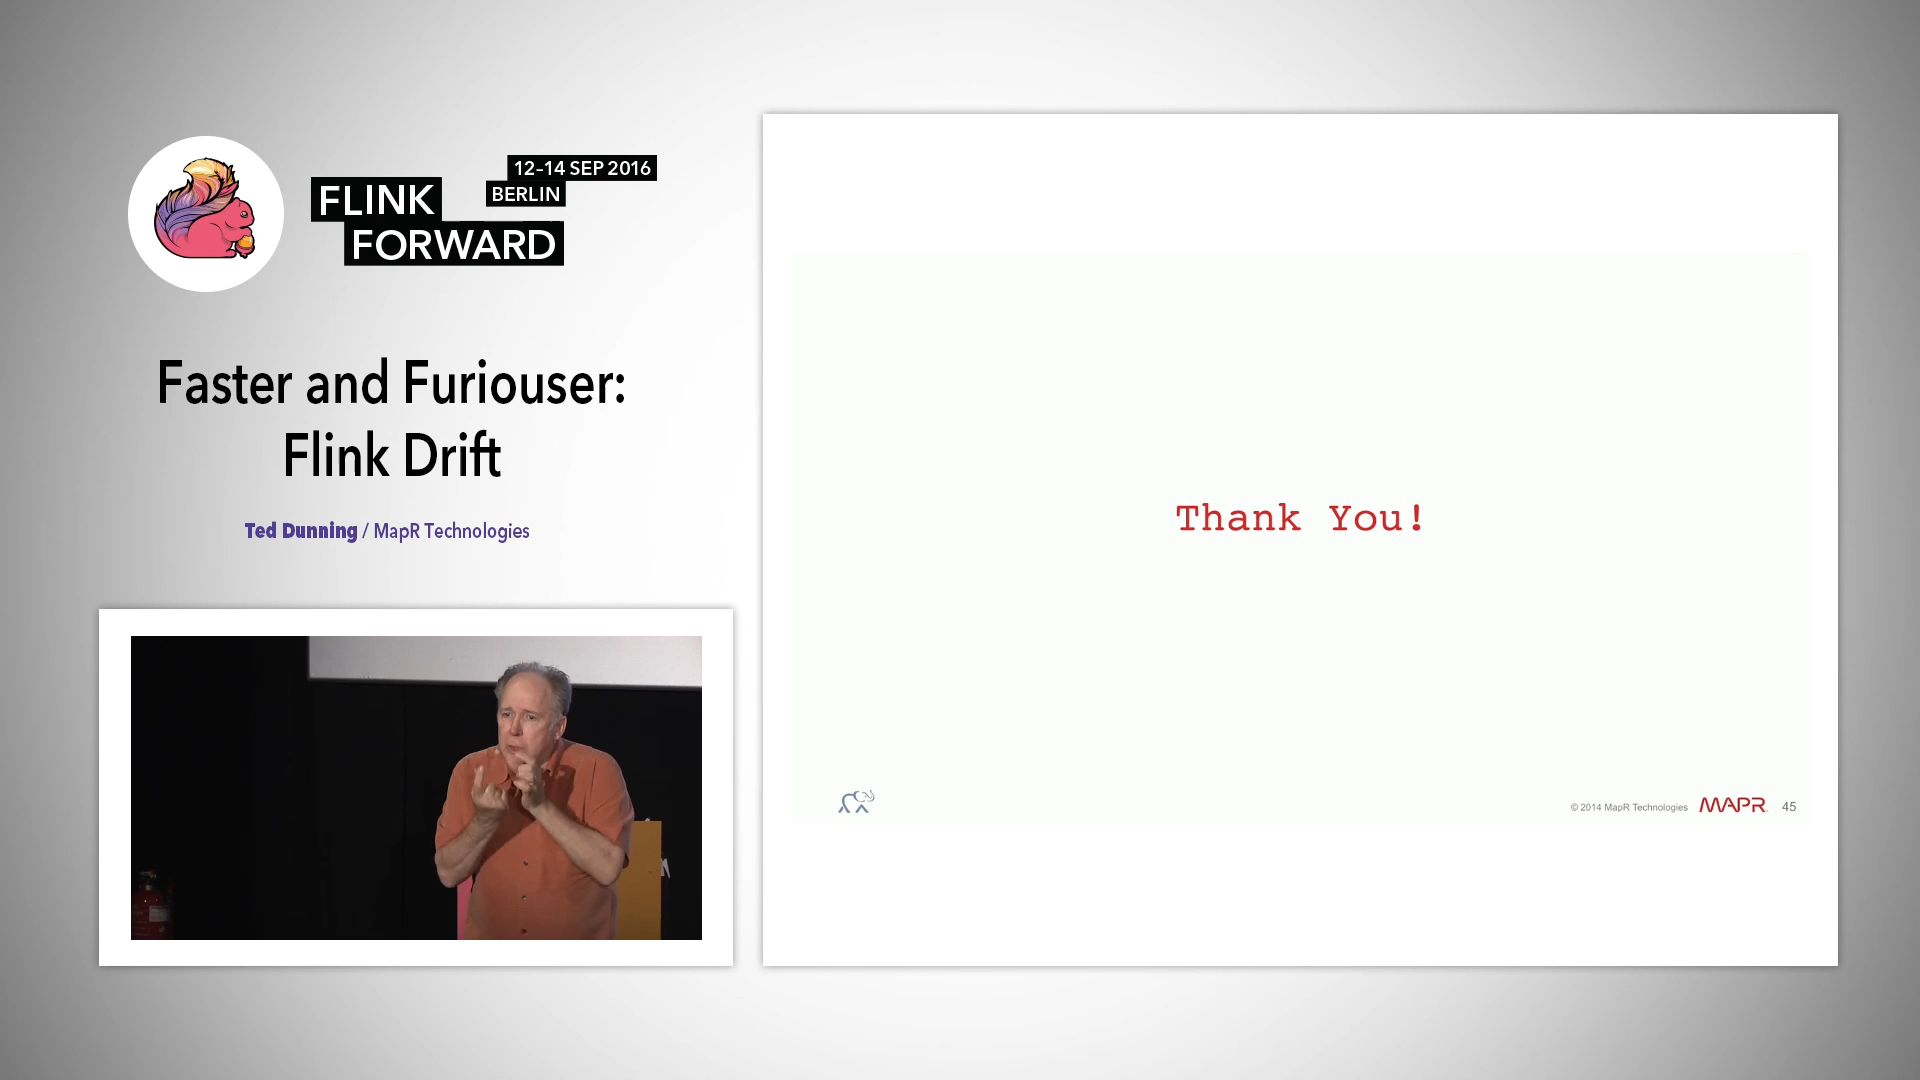 12-14 SEP 2016
BERLIN
FLINK
FORWARD
Faster and Furiouser:
Flink Drift
Ted Dunning / MapR Technologies
Thank You!
© 2014 MapR Technologies MAPR 45